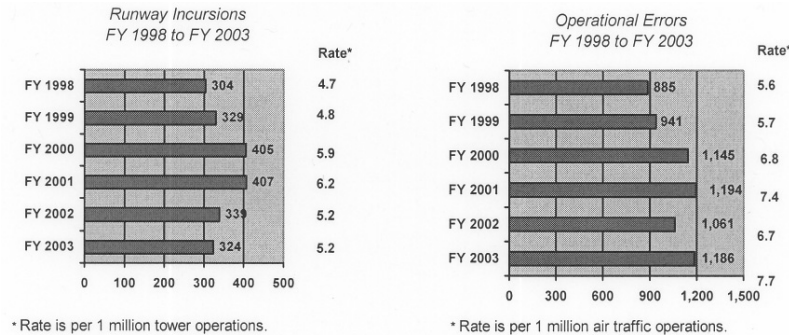 Runway Incursions
FY 1998 to FY 2003
Rate*
FY 1998 304 4.7
FY 1999 329 4.8
FY 2000 405 5.9
FY 2001 407 6.2
FY 2002 339 5.2
FY 2003 324 5.2
0 100 200 300 400 500
* Rate is per 1 million tower operations.
Operational Errors
FY 1998 to FY 2003
Rate*
FY 1998 885 5.6
FY 1999 941 5.7
FY 2000 1,145 6.8
FY 2001 1,194 7.4
FY 2002 1,061 6.7
FY 2003 1,186 7.7
0 300 600 900 1,200 1,500
* Rate is per 1 million air traffic operations.